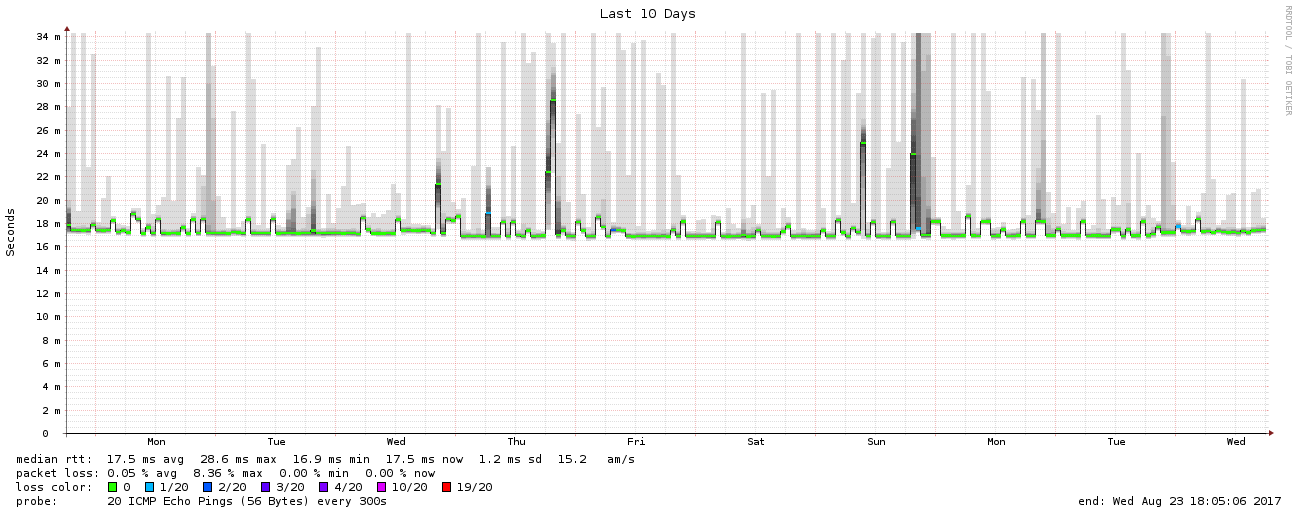 Last 10 Days
RRDTOOL / TOBI OETIKER
Seconds
34 m
32 m
30 m
28 m
26 m
24 m
22 m
20 m
18 m
16 m
14 m
12 m
10 m
8 m
6 m
4 m
2 m
0
Mon Tue Wed Thu Fri Sat Sun Mon Tue Wed
median rtt: 17.5 ms avg 28.6 ms max 16.9 ms min 17.5 ms now 1.2 ms sd 15.2 am/s
packet loss: 0.05 % avg 8.36 % max 0.00 % min 0.00 % now
loss color: 0 1/20 2/20 3/20 4/20 10/20 19/20
probe: 20 ICMP Echo Pings (56 Bytes) every 300s end: Wed Aug 23 18:05:06 2017